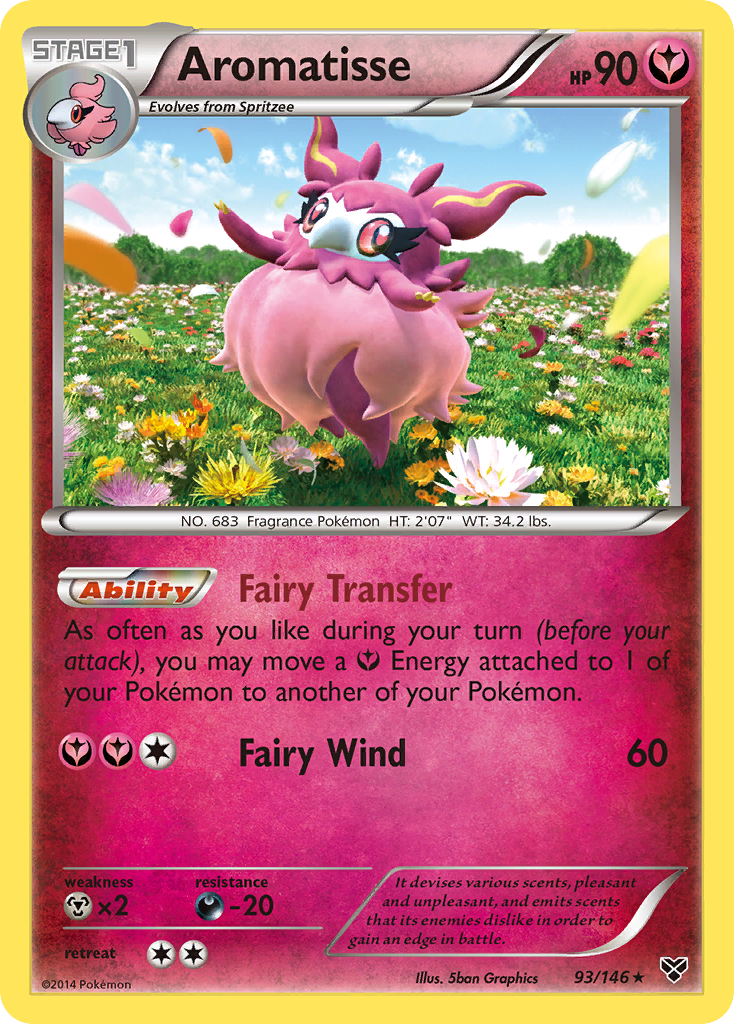 STAGE1
Aromatisse
HP 90
Evolves from Spritzee
NO. 683 Fragrance Pokémon HT: 2'07" WT: 34.2 lbs.
Ability Fairy Transfer
As often as you like during your turn (before your
attack), you may move a Energy attached to 1 of
your Pokémon to another of your Pokémon.
Fairy Wind 60
weakness resistance
×2 -20
retreat
It devises various scents, pleasant
and unpleasant, and emits scents
that its enemies dislike in order to
gain an edge in battle.
©2014 Pokémon
Illus. 5ban Graphics
93/146 ★